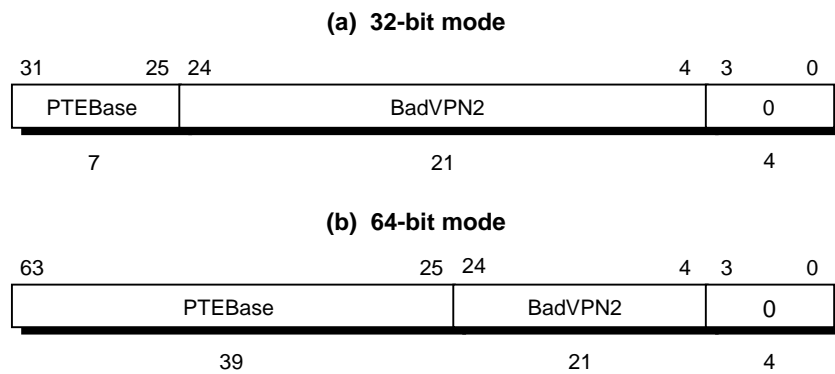 (a) 32-bit mode
31 25 24 4 3 0
PTEBase BadVPN2 0
7 21 4
(b) 64-bit mode
63 25 24 4 3 0
PTEBase BadVPN2 0
39 21 4